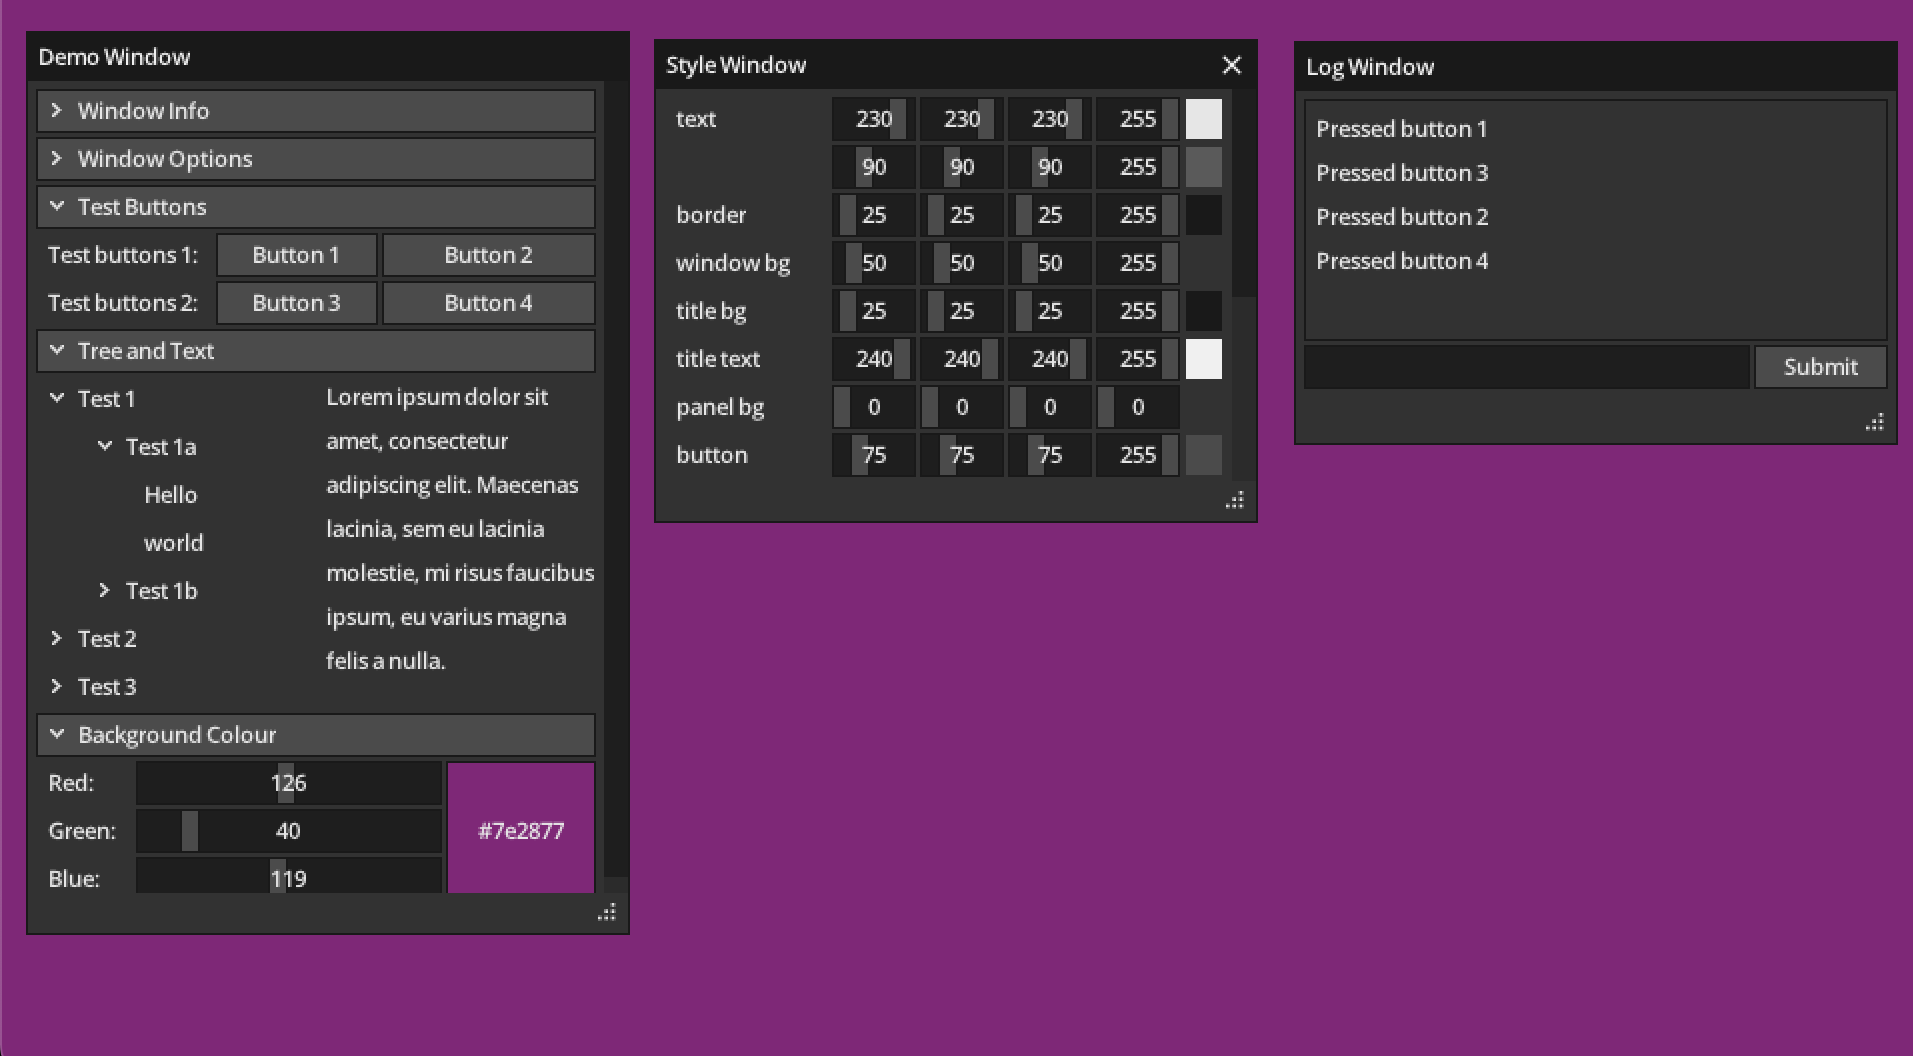 Demo Window
Window Info
Window Options
Test Buttons
Test buttons 1: Button 1 Button 2
Test buttons 2: Button 3 Button 4
Tree and Text
Test 1
Test 1a
Hello
world
Test 1b
Test 2
Test 3
Lorem ipsum dolor sit
amet, consectetur
adipiscing elit. Maecenas
lacinia, sem eu lacinia
molestie, mi risus faucibus
ipsum, eu varius magna
felis a nulla.
Background Colour
Red: 126
Green: 40
Blue: 119
#7e2877
Style Window
text 230 230 230 255
90 90 90 255
border 25 25 25 255
window bg 50 50 50 255
title bg 25 25 25 255
title text 240 240 240 255
panel bg 0 0 0 0
button 75 75 75 255
Log Window
Pressed button 1
Pressed button 3
Pressed button 2
Pressed button 4
Submit